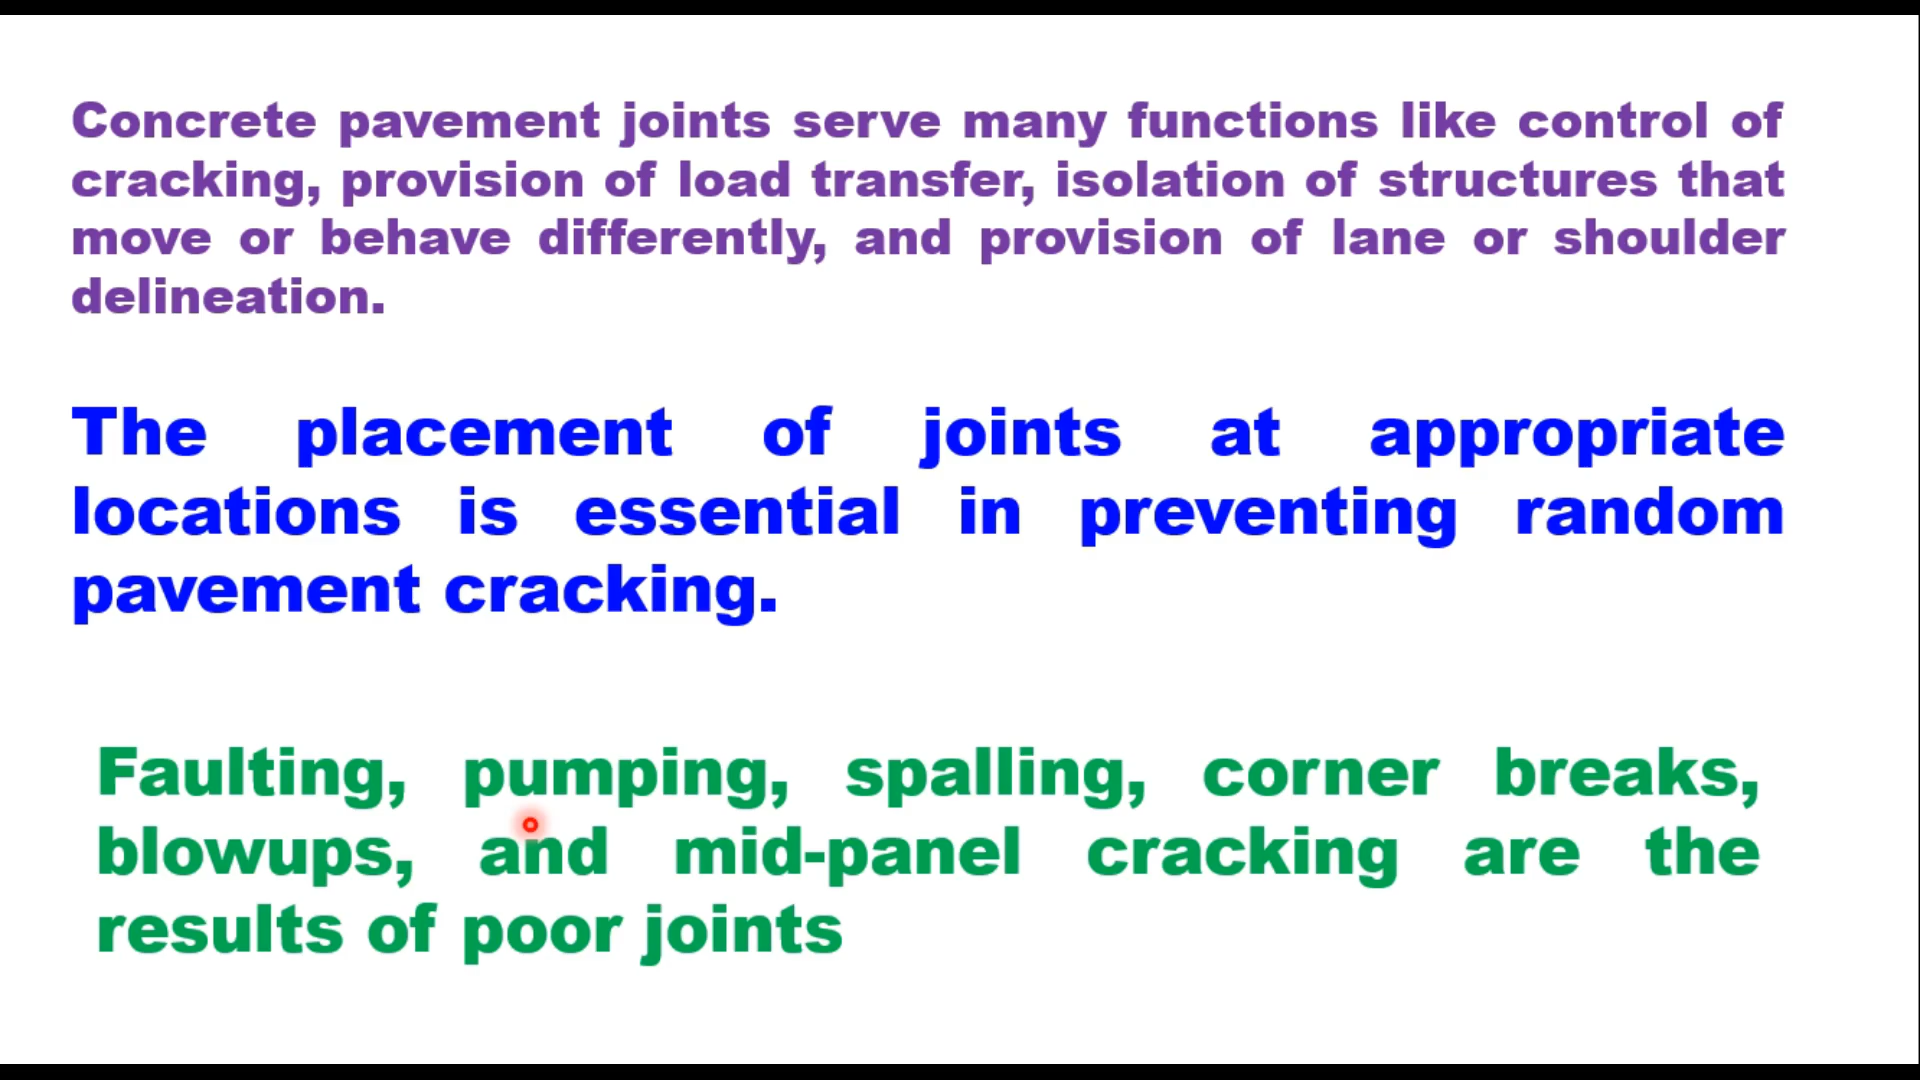 Concrete pavement joints serve many functions like control of
cracking, provision of load transfer, isolation of structures that
move or behave differently, and provision of lane or shoulder
delineation.
The placement of joints at appropriate
locations is essential in preventing random
pavement cracking.
Faulting, pumping, spalling, corner breaks,
blowups, and mid-panel cracking are the
results of poor joints